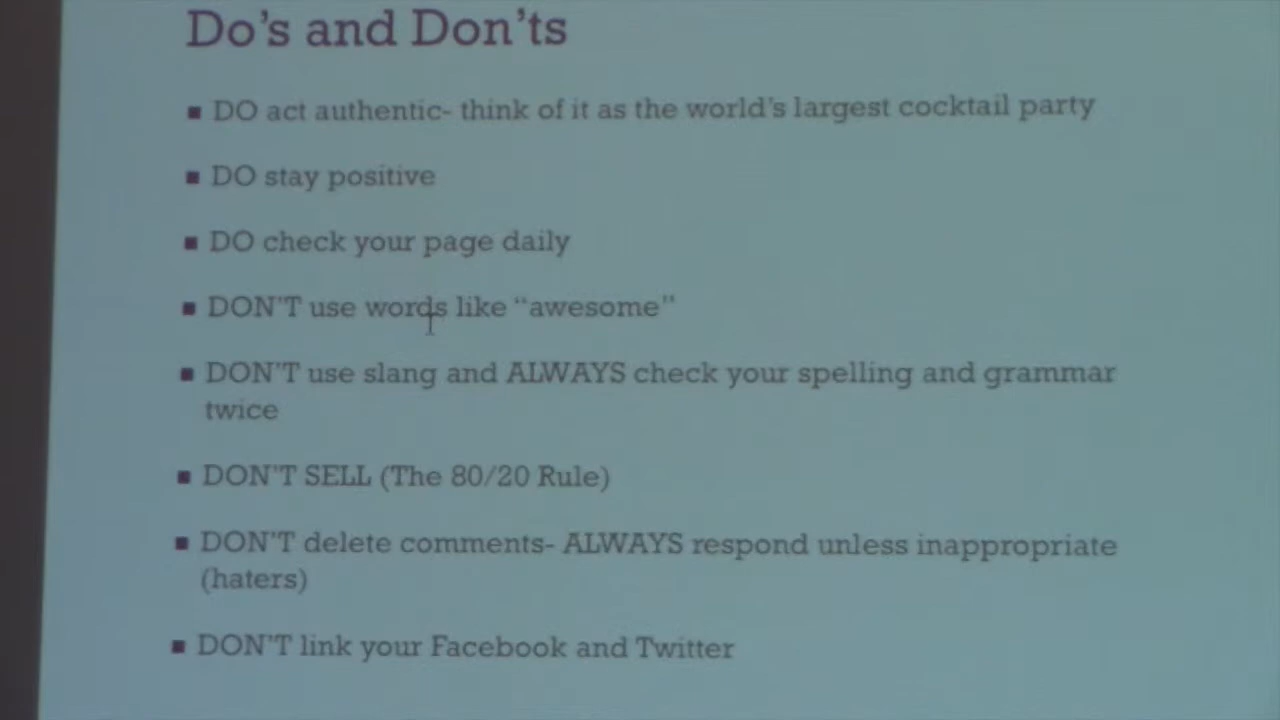 Do's and Don'ts
■ DO act authentic- think of it as the world's largest cocktail party
■ DO stay positive
■ DO check your page daily
■ DON'T use words like “awesome”
■ DON'T use slang and ALWAYS check your spelling and grammar
twice
■ DON'T SELL (The 80/20 Rule)
■ DON'T delete comments- ALWAYS respond unless inappropriate
(haters)
■ DON'T link your Facebook and Twitter